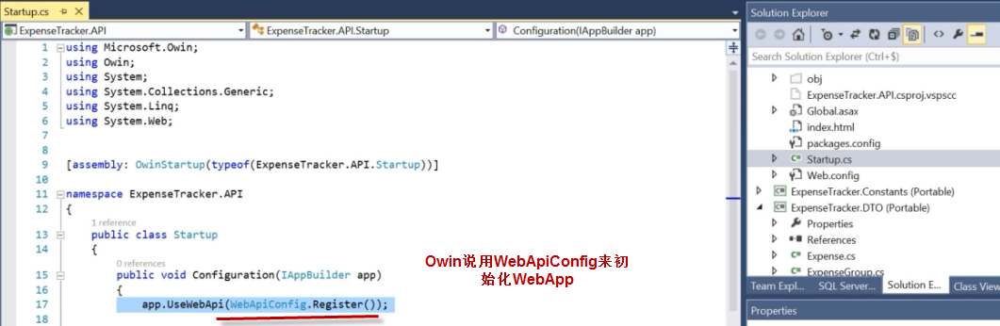 Startup.cs
ExpenseTracker.API
ExpenseTracker.API.Startup
Configuration(IAppBuilder app)
1 using Microsoft.Owin;
2 using Owin;
3 using System;
4 using System.Collections.Generic;
5 using System.Linq;
6 using System.Web;
7
8
9 [assembly: OwinStartup(typeof(ExpenseTracker.API.Startup))]
10
11 namespace ExpenseTracker.API
12 {
1 reference
13 public class Startup
14 {
0 references
15 public void Configuration(IAppBuilder app)
16 {
17 app.UseWebApi(WebApiConfig.Register());
18
Owin说用WebApiConfig来初
始化WebApp
Solution Explorer
Search Solution Explorer (Ctrl+$)
obj
ExpenseTracker.API.csproj.vspscc
Global.asax
index.html
packages.config
Startup.cs
Web.config
ExpenseTracker.Constants (Portable)
ExpenseTracker.DTO (Portable)
Properties
References
Expense.cs
ExpenseGroup.cs
Team Expl... SQL Server... Solution E... Class View
Properties